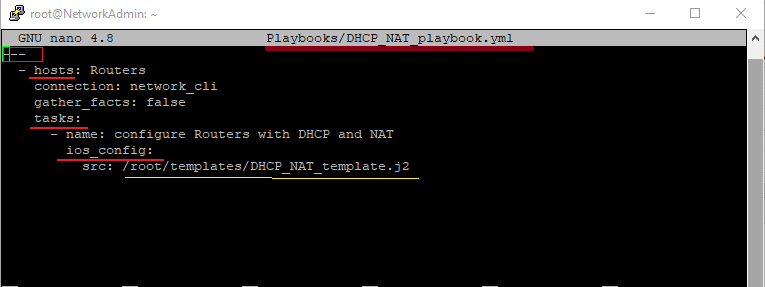 root@NetworkAdmin: ~
GNU nano 4.8 Playbooks/DHCP_NAT_playbook.yml
---
- hosts: Routers
connection: network_cli
gather_facts: false
tasks:
- name: configure Routers with DHCP and NAT
ios_config:
src: /root/templates/DHCP_NAT_template.j2